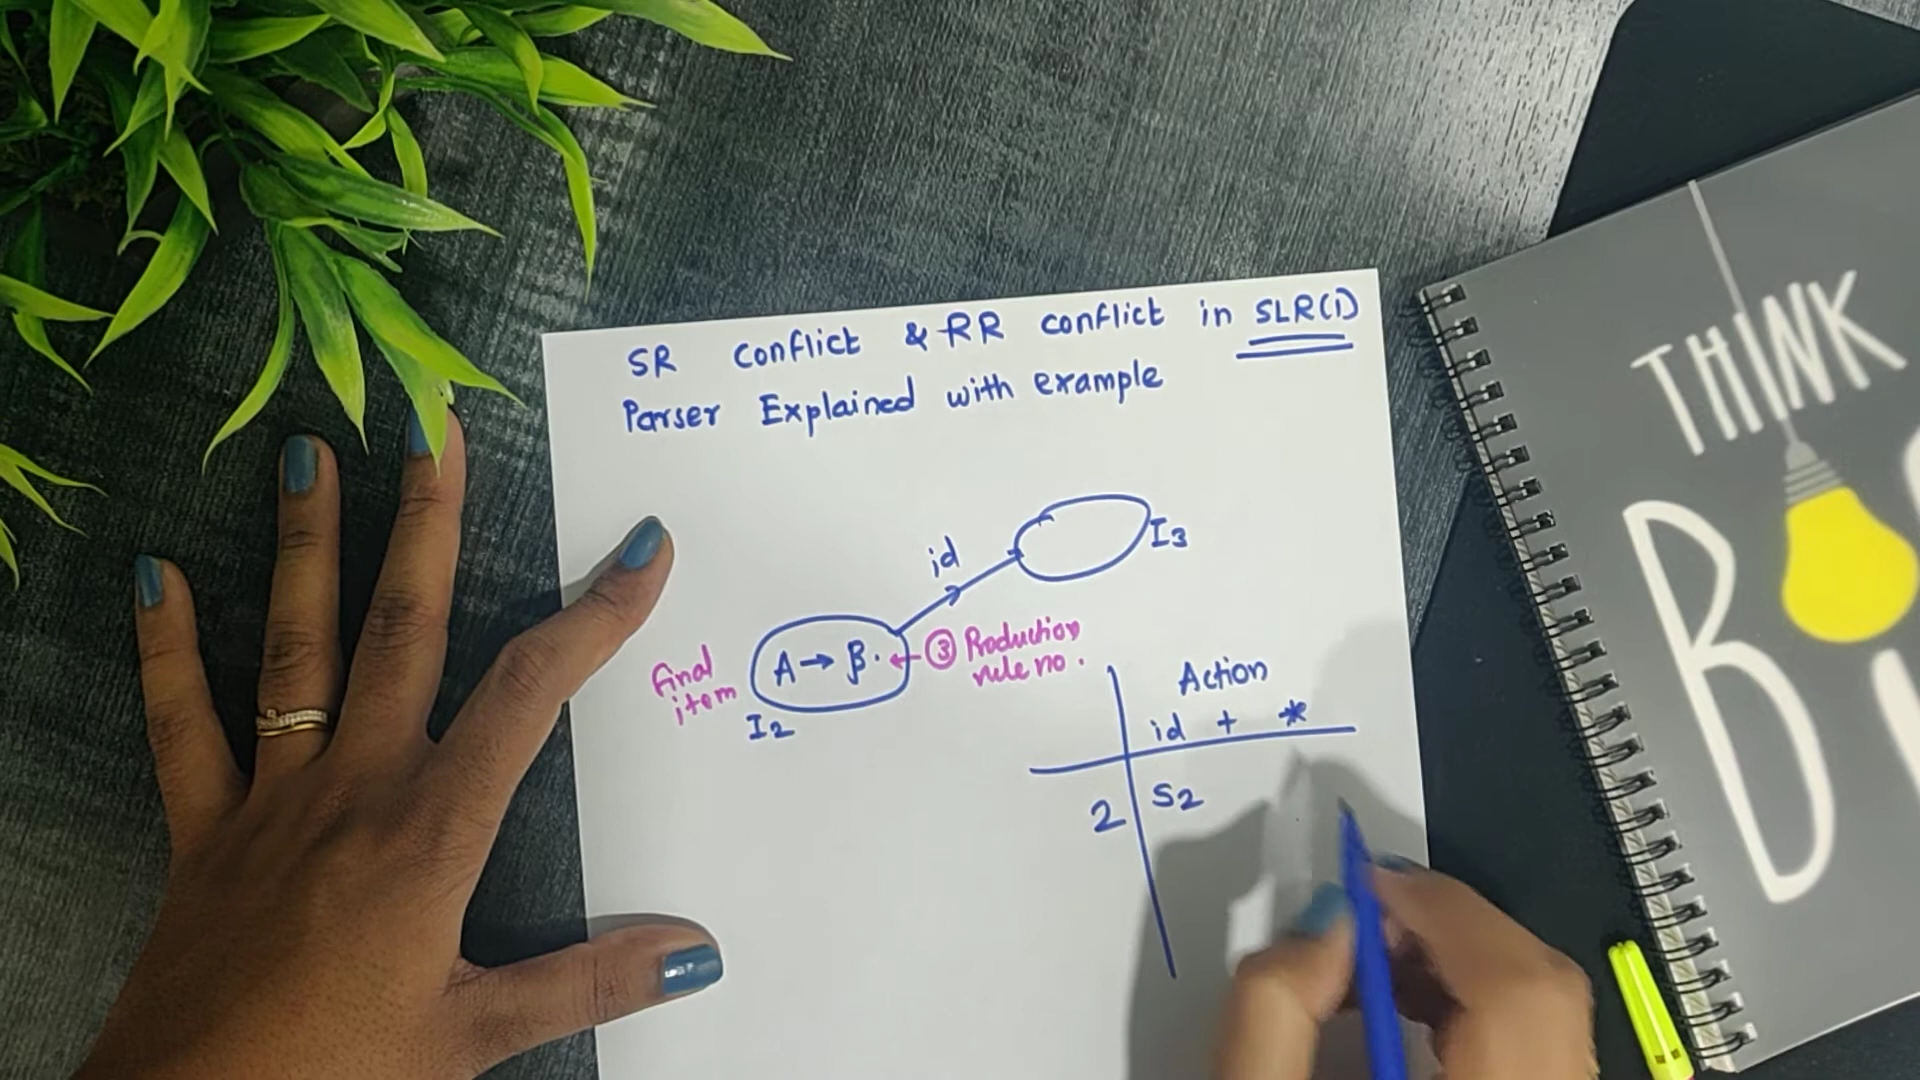 SR Conflict & RR conflict in SLR(1)
Parser Explained with example
id
I3
A → β.
③ Production
rule no.
final
item
I2
Action
id + *
2 S2
THINK